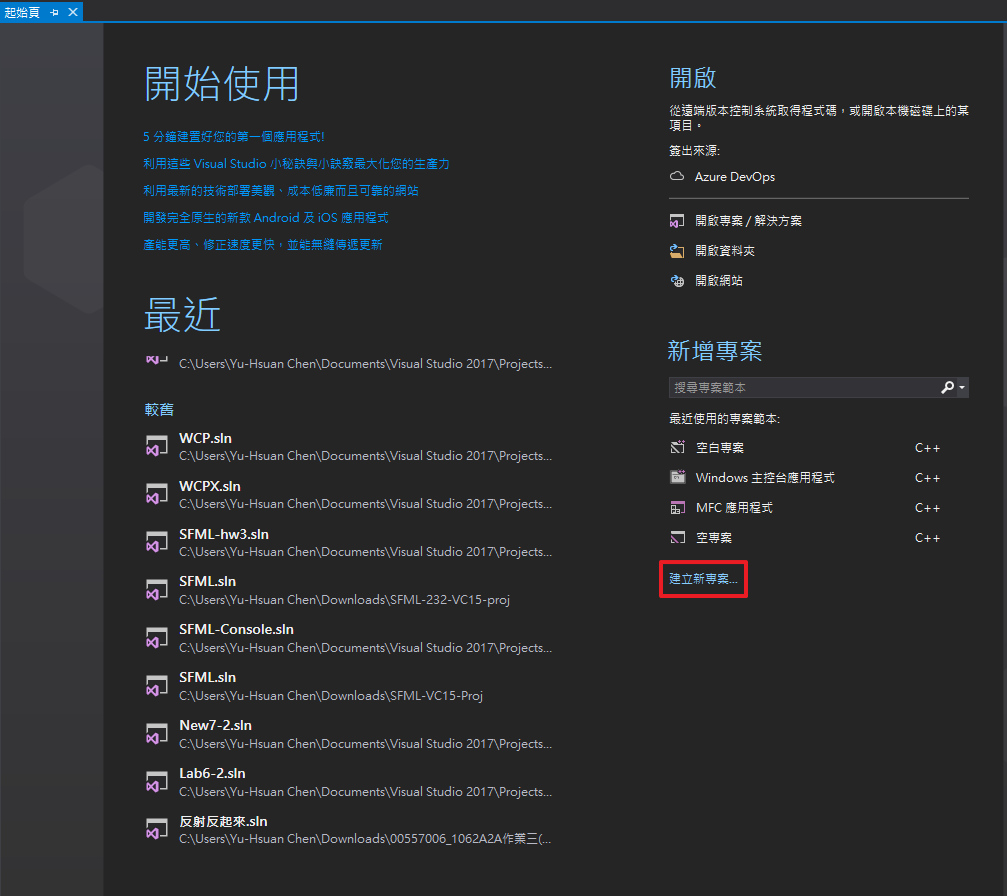 起始頁
開始使用
5 分鐘建置好您的第一個應用程式!
利用這些 Visual Studio 小秘訣與小訣竅最大化您的生產力
利用最新的技術部署美觀、成本低廉而且可靠的網站
開發完全原生的新款 Android 及 iOS 應用程式
產能更高、修正速度更快，並能無縫傳遞更新
最近
C:\Users\Yu-Hsuan Chen\Documents\Visual Studio 2017\Projects...
較舊
WCP.sln
C:\Users\Yu-Hsuan Chen\Documents\Visual Studio 2017\Projects...
WCPX.sln
C:\Users\Yu-Hsuan Chen\Documents\Visual Studio 2017\Projects...
SFML-hw3.sln
C:\Users\Yu-Hsuan Chen\Documents\Visual Studio 2017\Projects...
SFML.sln
C:\Users\Yu-Hsuan Chen\Downloads\SFML-232-VC15-proj
SFML-Console.sln
C:\Users\Yu-Hsuan Chen\Documents\Visual Studio 2017\Projects...
SFML.sln
C:\Users\Yu-Hsuan Chen\Downloads\SFML-VC15-Proj
New7-2.sln
C:\Users\Yu-Hsuan Chen\Documents\Visual Studio 2017\Projects...
Lab6-2.sln
C:\Users\Yu-Hsuan Chen\Documents\Visual Studio 2017\Projects...
反射反起來.sln
C:\Users\Yu-Hsuan Chen\Downloads\00557006_1062A2A作業三(...
開啟
從遠端版本控制系統取得程式碼，或開啟本機磁碟上的某
項目。
簽出來源:
Azure DevOps
開啟專案 / 解決方案
開啟資料夾
開啟網站
新增專案
搜尋專案範本
最近使用的專案範本:
空白專案 C++
Windows 主控台應用程式 C++
MFC 應用程式 C++
空專案 C++
建立新專案...